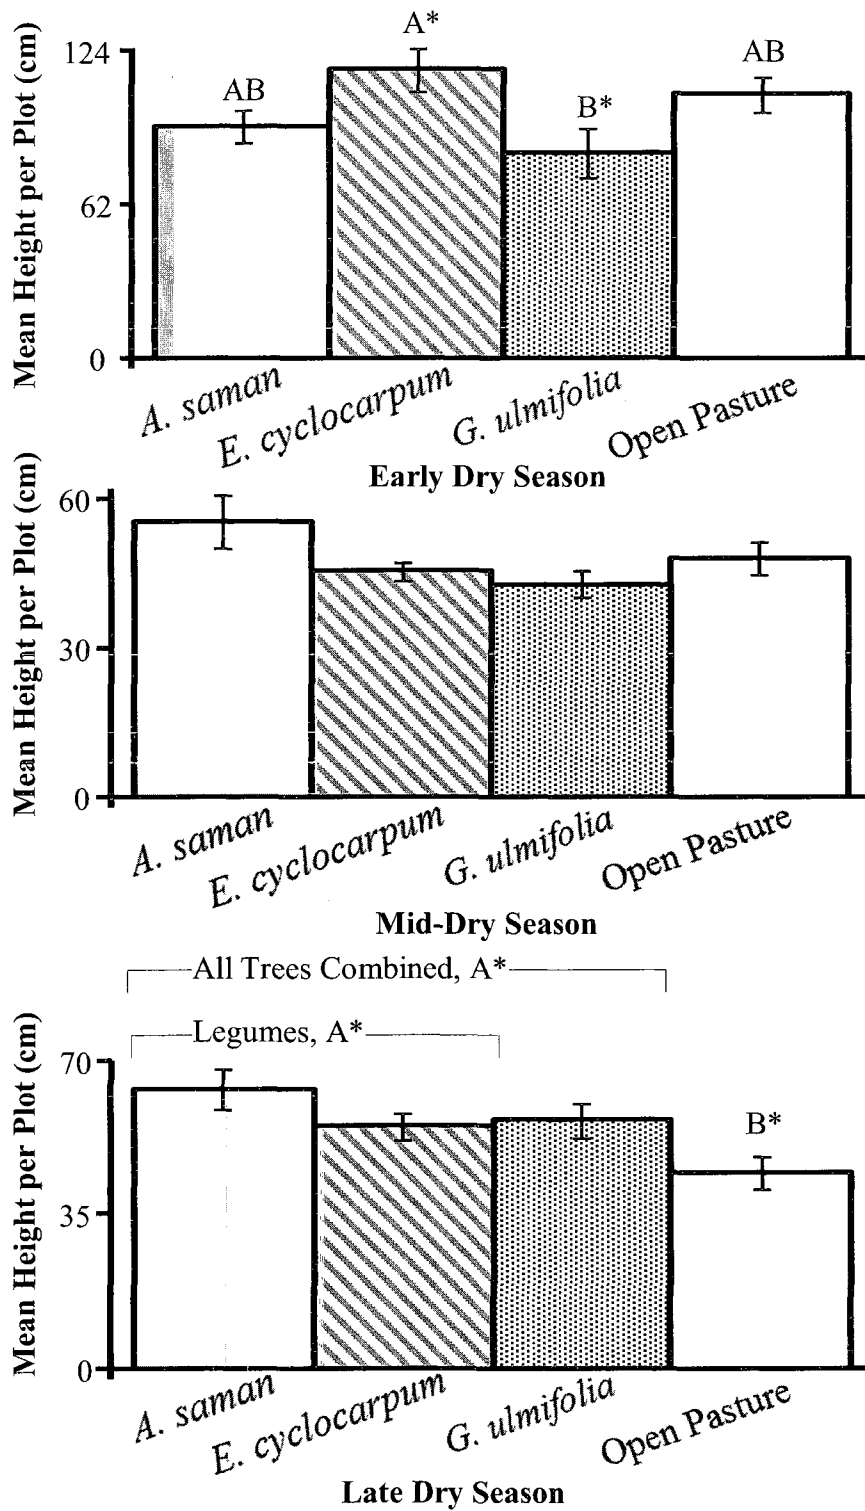 Mean Height per Plot (cm)
124
62
0
AB
A*
B*
AB
A. saman
E. cyclocarpum
G. ulmifolia
Open Pasture
Early Dry Season
Mean Height per Plot (cm)
60
30
0
A. saman
E. cyclocarpum
G. ulmifolia
Open Pasture
Mid-Dry Season
All Trees Combined, A*
Legumes, A*
Mean Height per Plot (cm)
70
35
0
B*
A. saman
E. cyclocarpum
G. ulmifolia
Open Pasture
Late Dry Season